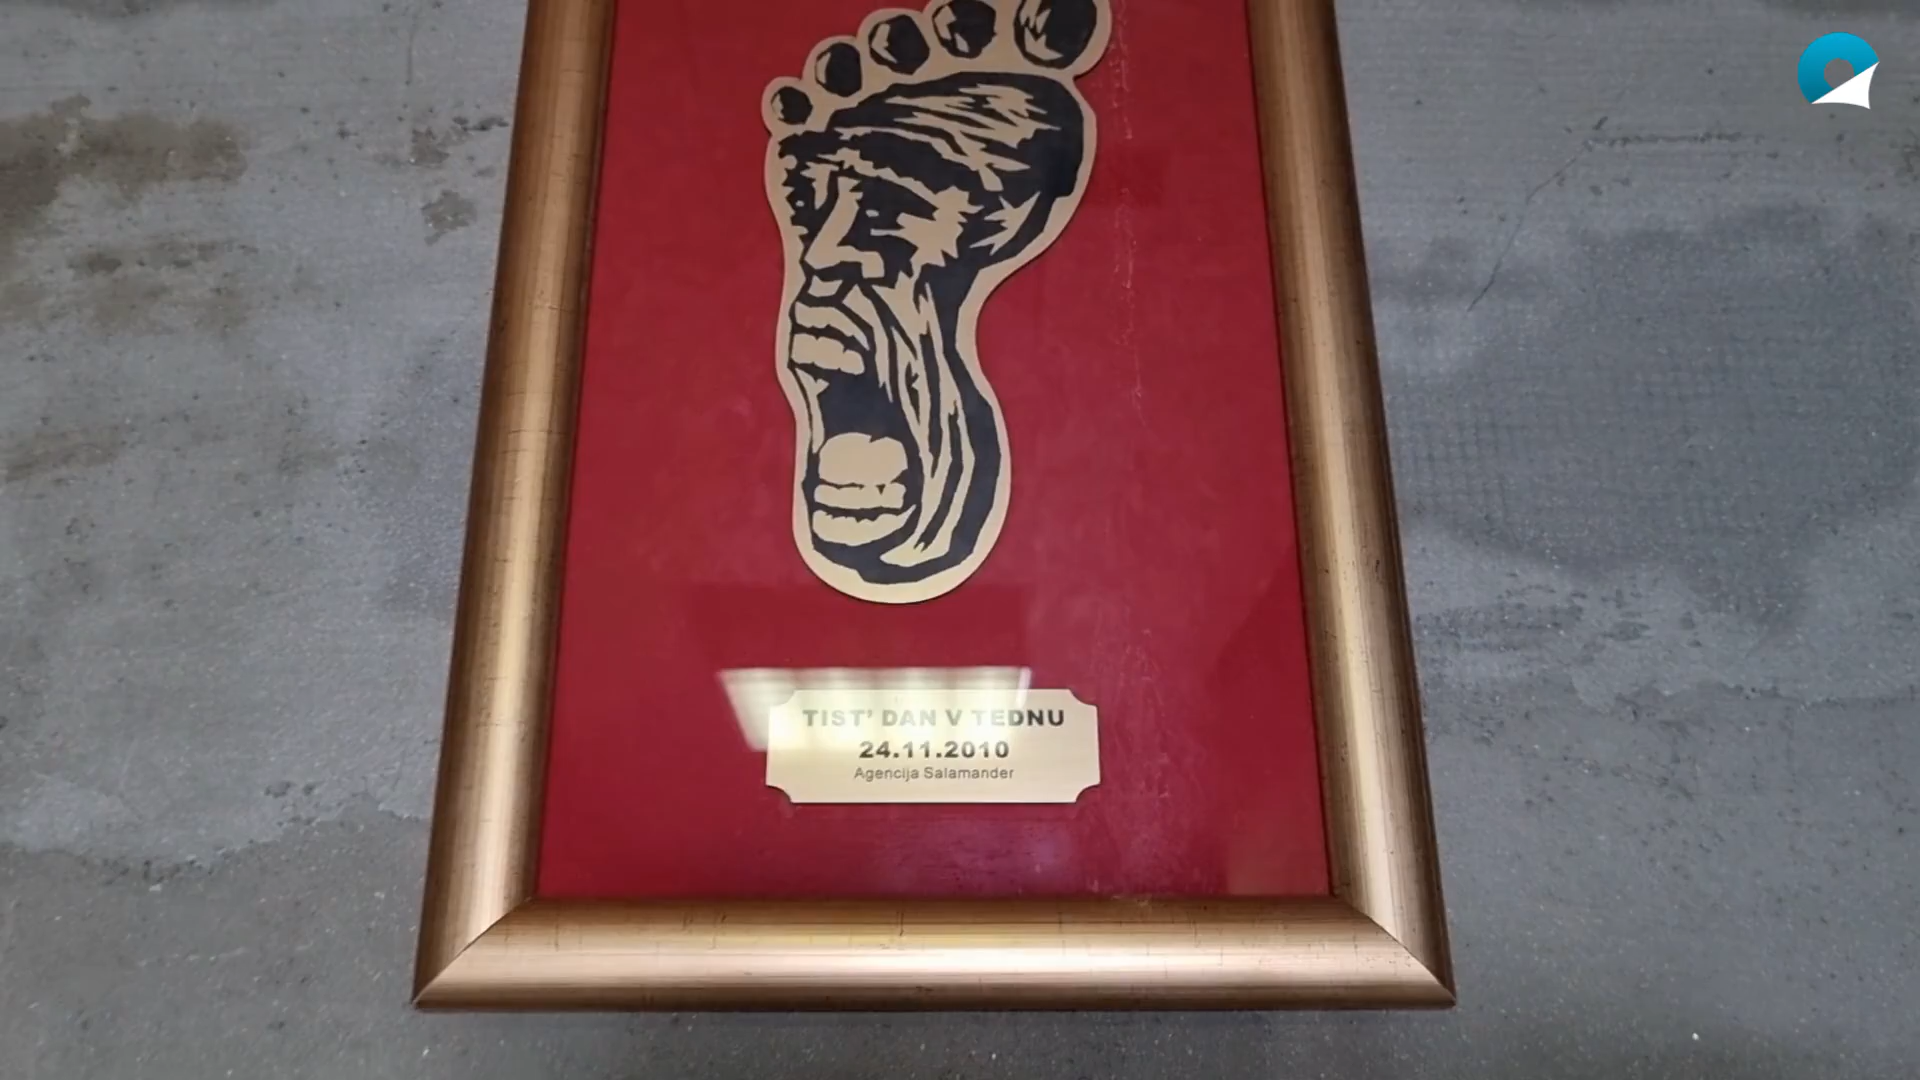 TIST' DAN V TEDNU
24.11.2010
Agencija Salamander